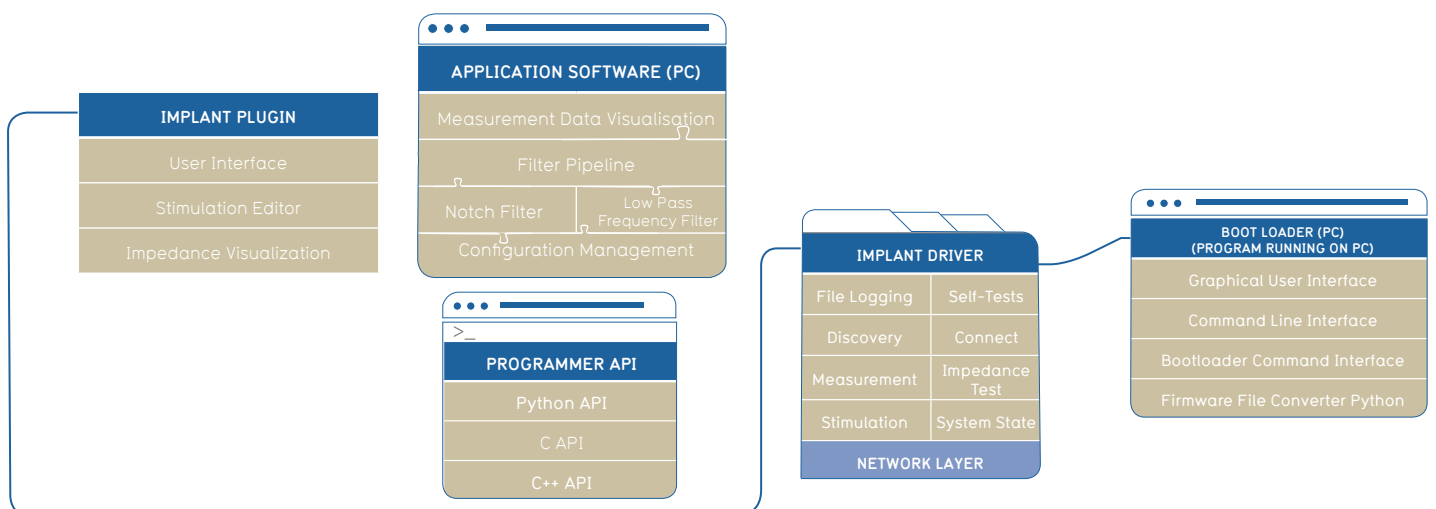 IMPLANT PLUGIN
User Interface
Stimulation Editor
Impedance Visualization
APPLICATION SOFTWARE (PC)
Measurement Data Visualisation
Filter Pipeline
Notch Filter
Low Pass
Frequency Filter
Configuration Management
>_
PROGRAMMER API
Python API
C API
C++ API
IMPLANT DRIVER
File Logging
Self-Tests
Discovery
Connect
Measurement
Impedance
Test
Stimulation
System State
NETWORK LAYER
BOOT LOADER (PC)
(PROGRAM RUNNING ON PC)
Graphical User Interface
Command Line Interface
Bootloader Command Interface
Firmware File Converter Python